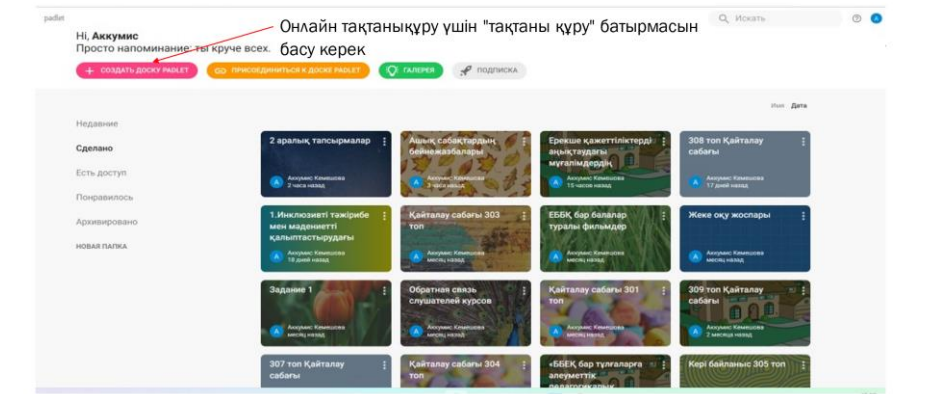 padlet
Искать
Hi, Аккумис
Просто напоминание: ты круче всех.
Онлайн тақтанықұру үшін "тақтаны құру" батырмасын
басу керек
+ СОЗДАТЬ ДОСКУ PADLET
ПРИСОЕДИНИТЬСЯ К ДОСКЕ PADLET
ГАЛЕРЕЯ
ПОДПИСКА
Имя Дата
Недавние
Сделано
Есть доступ
Понравилось
Архивировано
НОВАЯ ПАПКА
2 аралық тапсырмалар
Аккумис Кемешова
2 часа назад
Ашық сабақтардың
бейнежазбалары
Аккумис Кемешова
3 часа назад
Ерекше қажеттіліктерді
аңықтаудағы
мұғалімдердің
Аккумис Кемешова
15 часов назад
308 топ Қайталау
сабағы
Аккумис Кемешова
17 дней назад
1.Инклюзивті тәжірибе
мен мәдениетті
қалыптастырудағы
Аккумис Кемешова
18 дней назад
Қайталау сабағы 303
топ
Аккумис Кемешова
месяц назад
ЕББҚ бар балалар
туралы фильмдер
Аккумис Кемешова
месяц назад
Жеке оқу жоспары
Аккумис Кемешова
месяц назад
Задание 1
Аккумис Кемешова
месяц назад
Обратная связь
слушателей курсов
Аккумис Кемешова
месяц назад
Қайталау сабағы 301
топ
Аккумис Кемешова
месяц назад
309 топ Қайталау
сабағы
Аккумис Кемешова
2 месяца назад
307 топ Қайталау
сабағы
Қайталау сабағы 304
топ
«ББЕҚ бар тұлғаларға
әлеуметтік
педагогикалық
Кері байланыс 305 топ